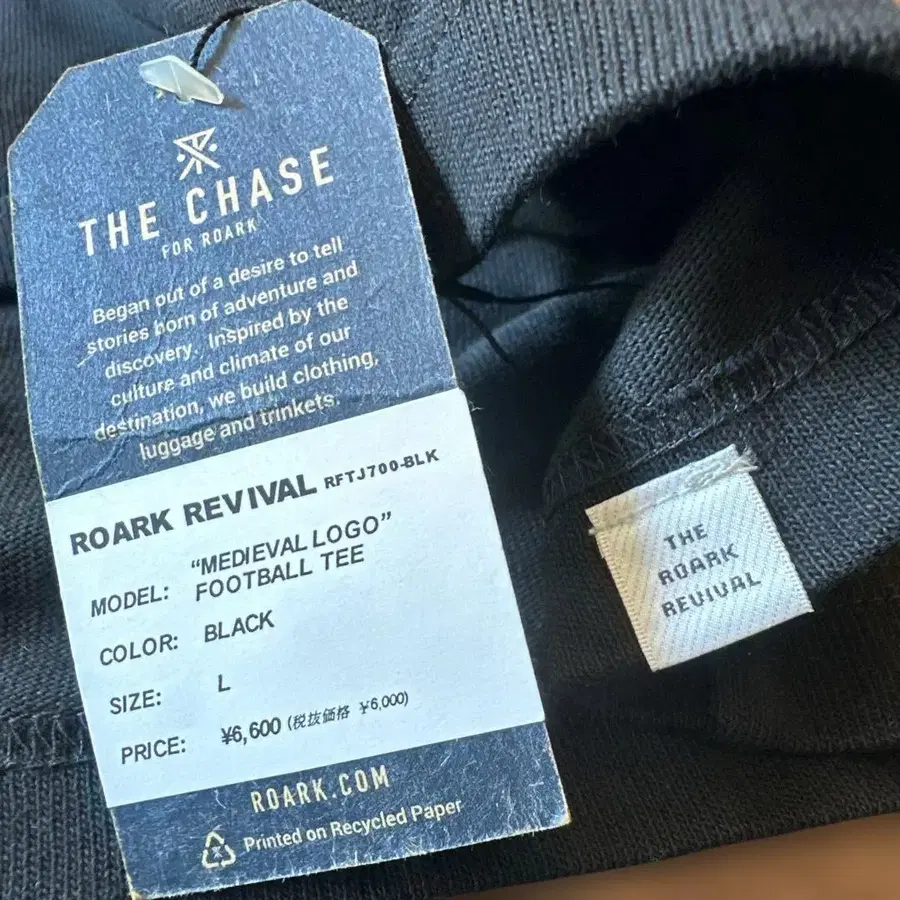 THE CHASE
FOR ROARK
Began out of a desire to tell
stories born of adventure and
discovery. Inspired by the
culture and climate of our
destination, we build clothing,
luggage and trinkets.
ROARK REVIVAL RFTJ700-BLK
MODEL: "MEDIEVAL LOGO"
FOOTBALL TEE
COLOR: BLACK
SIZE: L
PRICE: ¥6,600 (税抜価格 ¥6,000)
ROARK.COM
Printed on Recycled Paper
THE
ROARK
REVIVAL